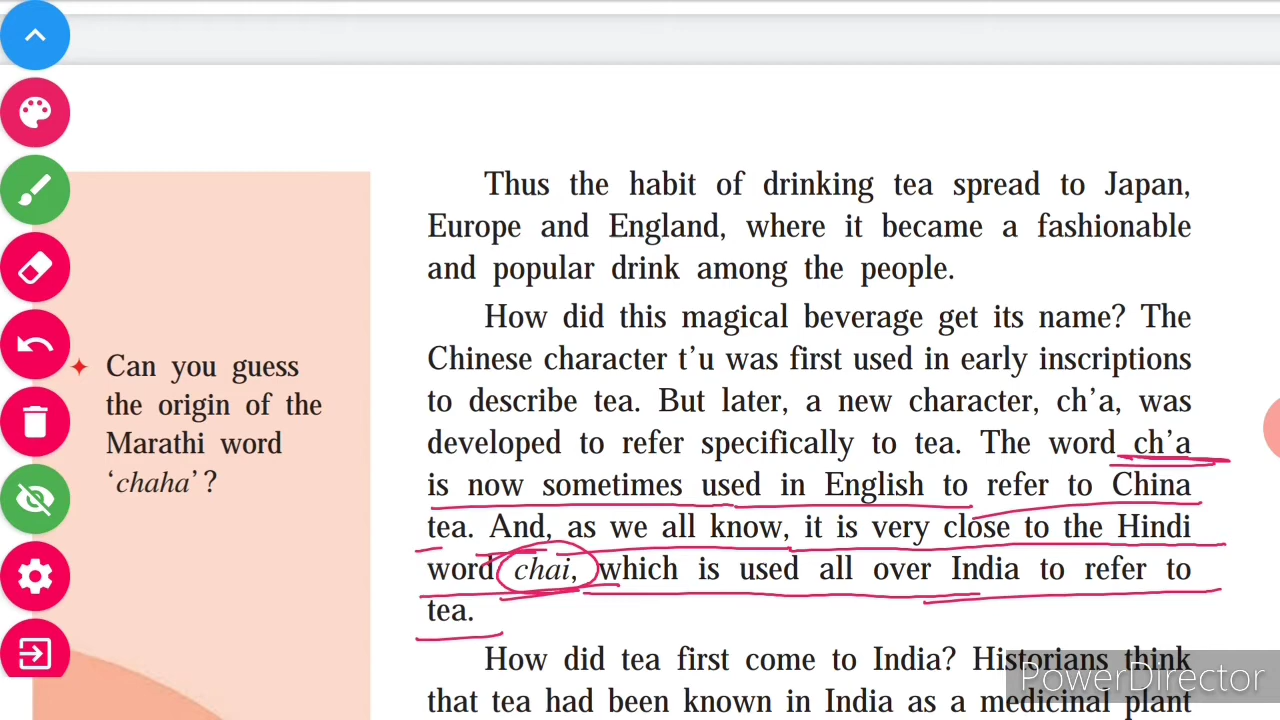 Thus the habit of drinking tea spread to Japan,
Europe and England, where it became a fashionable
and popular drink among the people.
How did this magical beverage get its name? The
Chinese character t’u was first used in early inscriptions
to describe tea. But later, a new character, ch’a, was
developed to refer specifically to tea. The word ch’a
is now sometimes used in English to refer to China
tea. And, as we all know, it is very close to the Hindi
word chai, which is used all over India to refer to
tea.
How did tea first come to India? Historians think
that tea had been known in India as a medicinal plant
Can you guess
the origin of the
Marathi word
‘chaha’?
PowerDirector